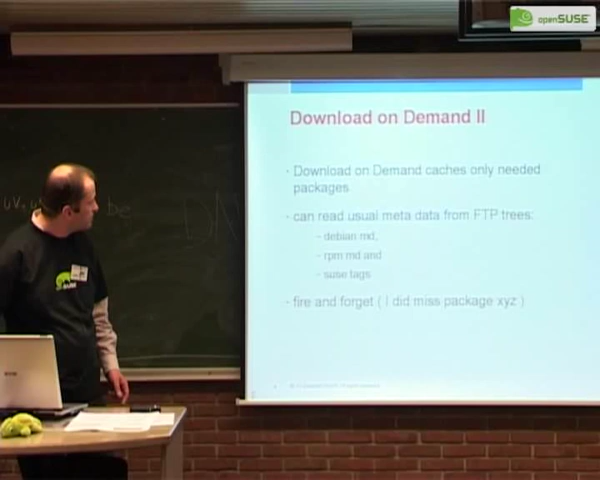 openSUSE
Download on Demand II
· Download on Demand caches only needed
packages
· can read usual meta data from FTP trees:
- debian md,
- rpm md and
- suse tags
· fire and forget ( I did miss package xyz )
be